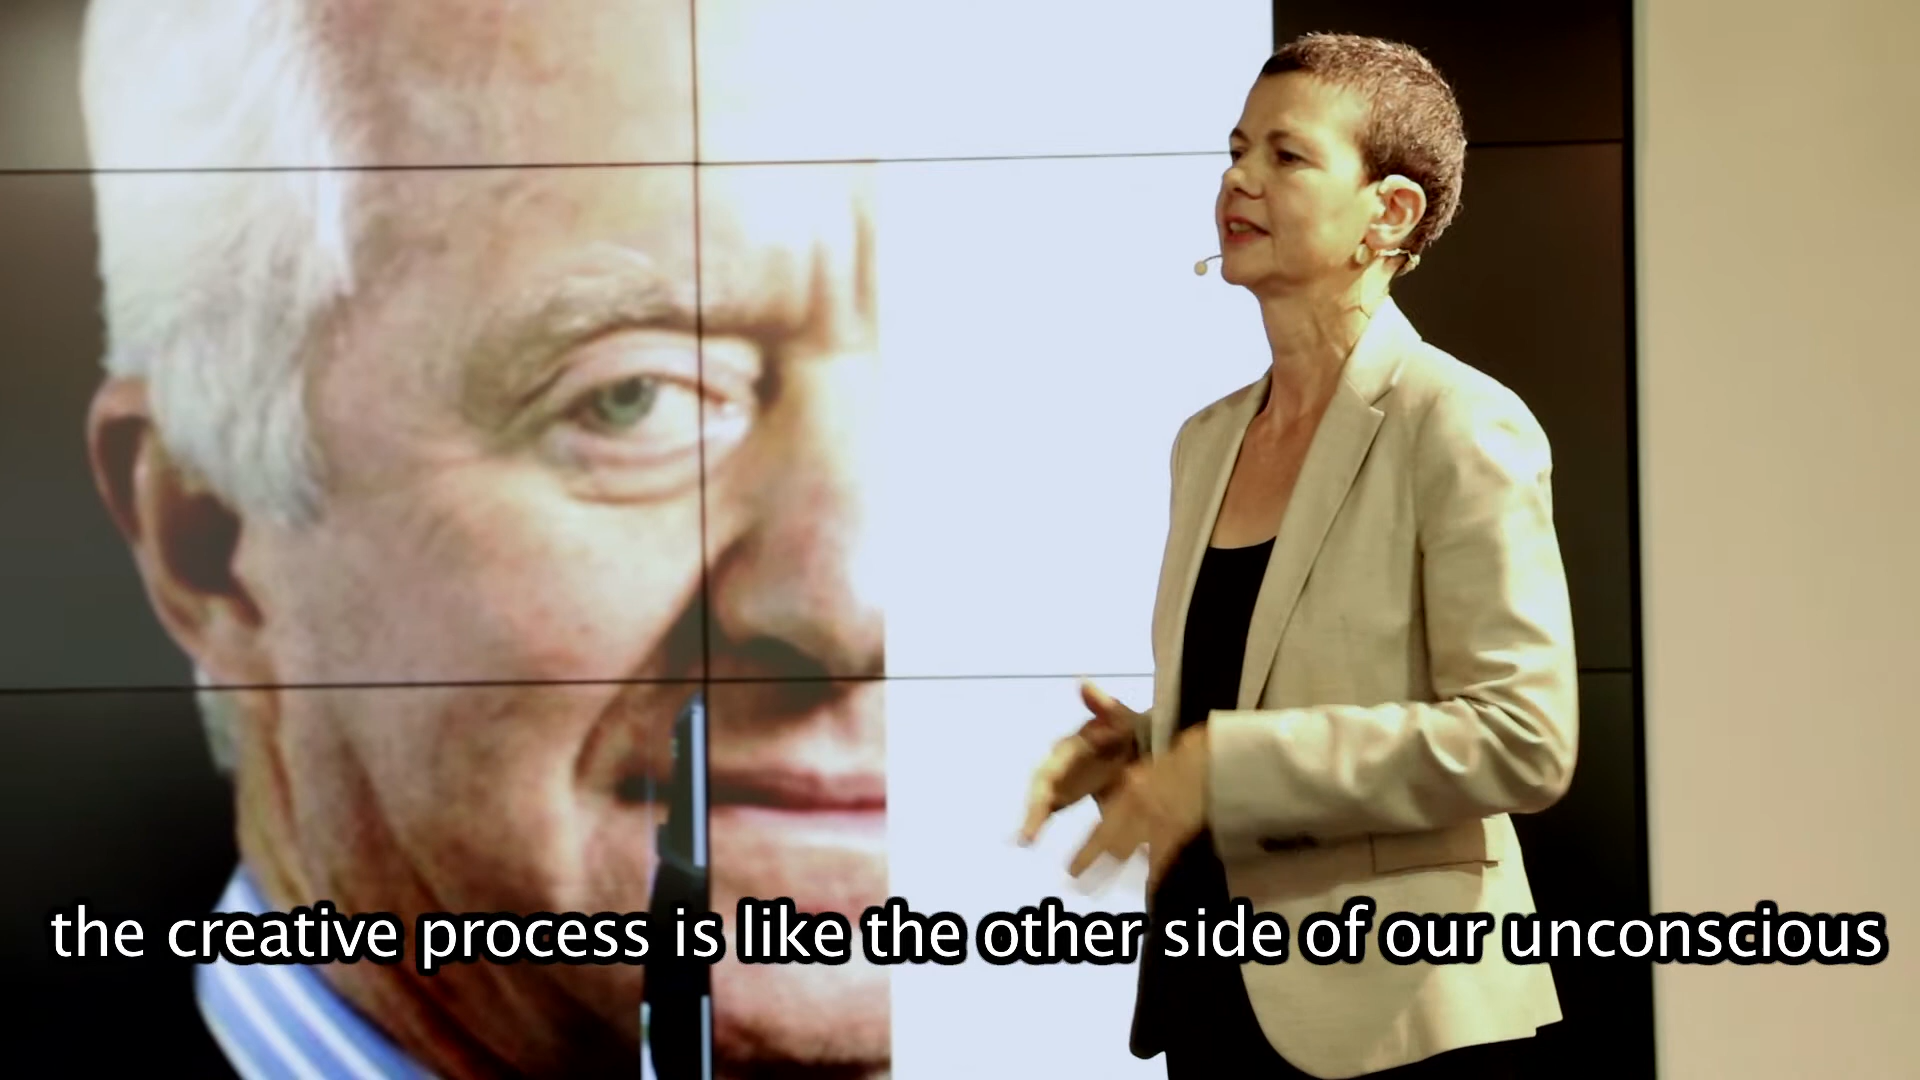 the creative process is like the other side of our unconscious